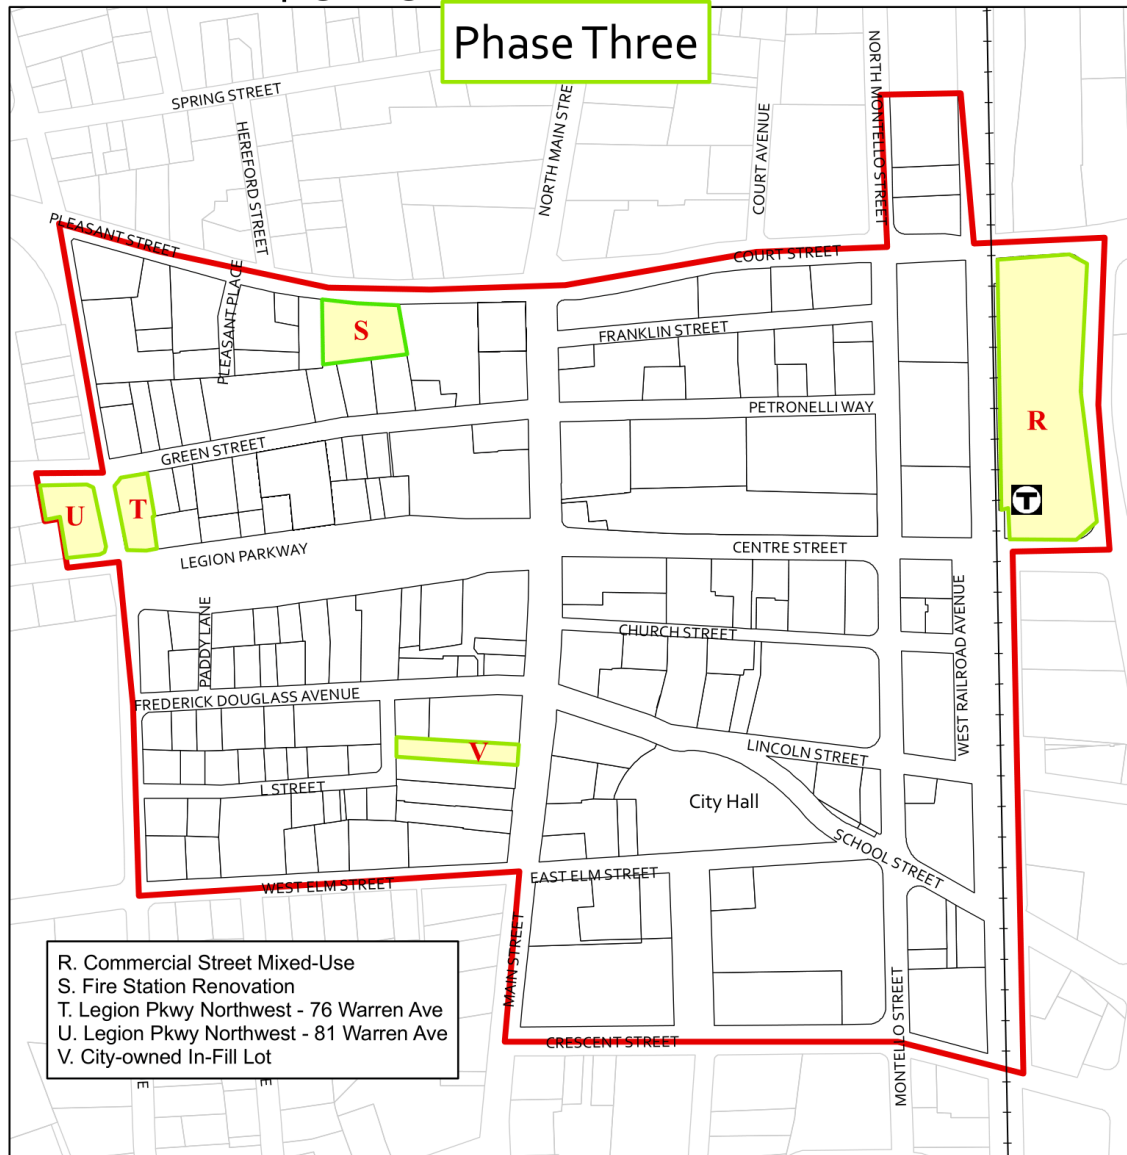 Phase Three
SPRING STREET
HEREFORD STREET
NORTH MAIN STRE
COURT AVENUE
NORTH MONTELLO STREET
PLEASANT STREET
PLEASANT PLACE
COURT STREET
S
FRANKLIN STREET
PETRONELLI WAY
R
GREEN STREET
U
T
T
LEGION PARKWAY
CENTRE STREET
PADDY LANE
CHURCH STREET
WEST RAILROAD AVENUE
FREDERICK DOUGLASS AVENUE
V
LINCOLN STREET
L STREET
City Hall
SCHOOL STREET
WEST ELM STREET
EAST ELM STREET
MAIN STREET
MONTELLO STREET
CRESCENT STREET
R. Commercial Street Mixed-Use
S. Fire Station Renovation
T. Legion Pkwy Northwest - 76 Warren Ave
U. Legion Pkwy Northwest - 81 Warren Ave
V. City-owned In-Fill Lot
E
E